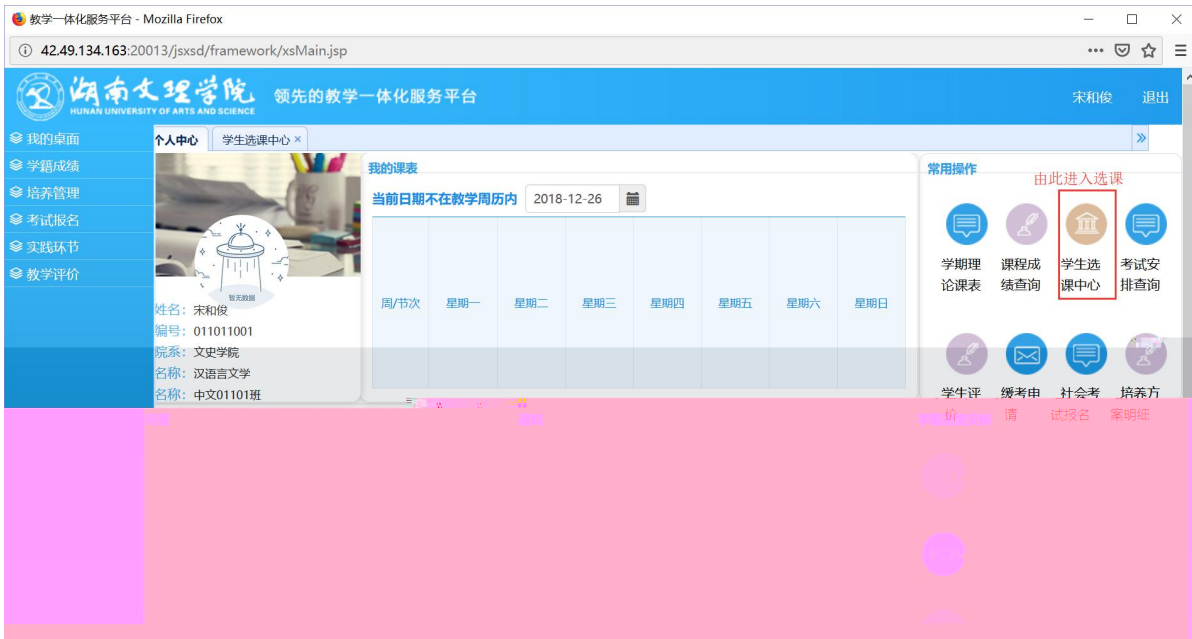 教学一体化服务平台 - Mozilla Firefox
42.49.134.163:20013/jsxsd/framework/xsMain.jsp
湖南文理学院
HUNAN UNIVERSITY OF ARTS AND SCIENCE
领先的教学一体化服务平台
宋和俊 退出
我的桌面
学籍成绩
培养管理
考试报名
实践环节
教学评价
个人中心 学生选课中心 ×
暂无数据
姓名：宋和俊
编号：011011001
院系：文史学院
名称：汉语言文学
名称：中文01101班
我的课表
当前日期不在教学周历内 2018-12-26
周/节次 星期一 星期二 星期三 星期四 星期五 星期六 星期日
常用操作
由此进入选课
学期理论课表
课程成绩查询
学生选课中心
考试安排查询
学生评价
缓考申请
社会考试报名
培养方案明细